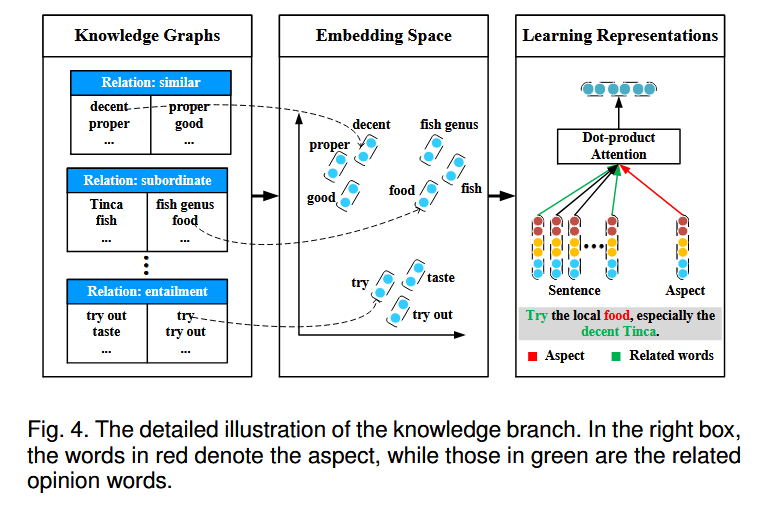 Knowledge Graphs
Relation: similar
decent proper
proper good
... ...
Relation: subordinate
Tinca fish genus
fish food
... ...
Relation: entailment
try out try
taste try out
... ...
Embedding Space
decent
proper
good
fish genus
food
fish
try
taste
try out
Learning Representations
Dot-product
Attention
Sentence Aspect
Try the local food, especially the
decent Tinca.
Aspect Related words
Fig. 4. The detailed illustration of the knowledge branch. In the right box,
the words in red denote the aspect, while those in green are the related
opinion words.